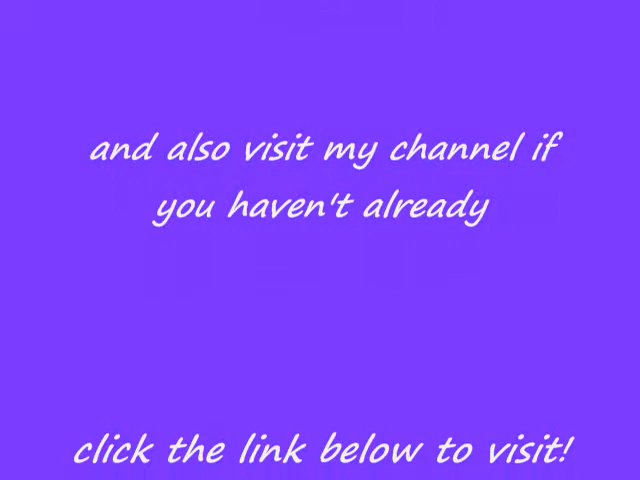 and also visit my channel if
you haven't already
click the link below to visit!